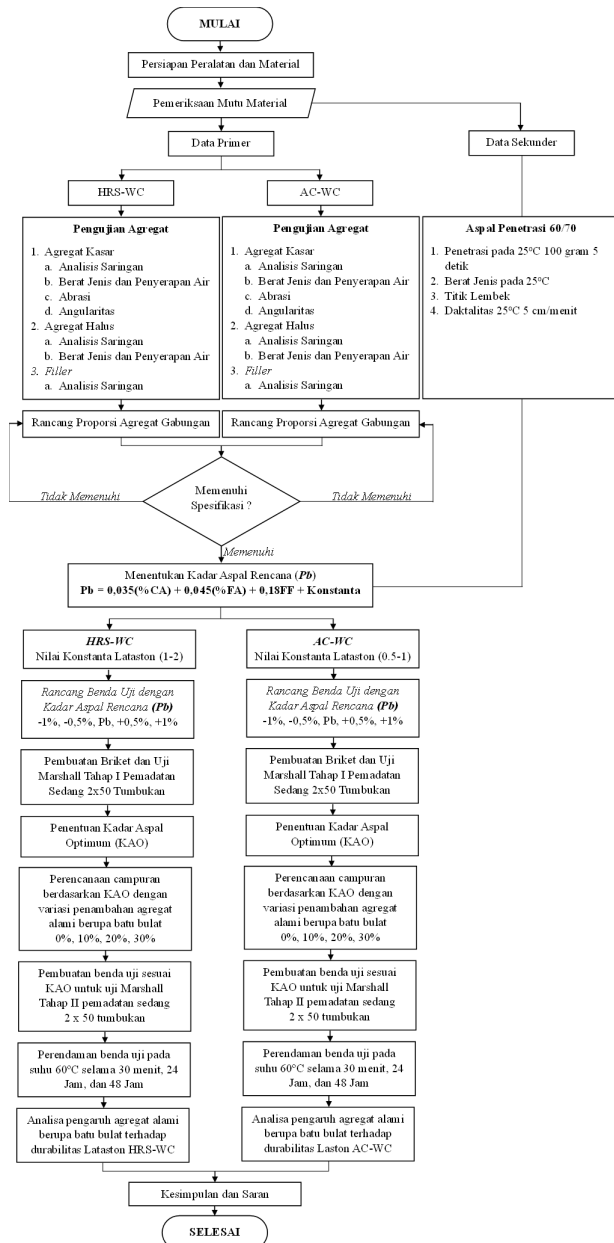 MULAI
Persiapan Peralatan dan Material
Pemeriksaan Mutu Material
Data Primer
Data Sekunder
HRS-WC
AC-WC
Pengujian Agregat
1. Agregat Kasar
a. Analisis Saringan
b. Berat Jenis dan Penyerapan Air
c. Abrasi
d. Angularitas
2. Agregat Halus
a. Analisis Saringan
b. Berat Jenis dan Penyerapan Air
3. Filler
a. Analisis Saringan
Pengujian Agregat
1. Agregat Kasar
a. Analisis Saringan
b. Berat Jenis dan Penyerapan Air
c. Abrasi
d. Angularitas
2. Agregat Halus
a. Analisis Saringan
b. Berat Jenis dan Penyerapan Air
3. Filler
a. Analisis Saringan
Aspal Penetrasi 60/70
1. Penetrasi pada 25°C 100 gram 5
detik
2. Berat Jenis pada 25°C
3. Titik Lembek
4. Daktalitas 25°C 5 cm/menit
Rancang Proporsi Agregat Gabungan
Rancang Proporsi Agregat Gabungan
Tidak Memenuhi
Memenuhi
Spesifikasi ?
Tidak Memenuhi
Memenuhi
Menentukan Kadar Aspal Rencana (Pb)
Pb = 0,035(%CA) + 0,045(%FA) + 0,18FF + Konstanta
HRS-WC
Nilai Konstanta Lataston (1-2)
Rancang Benda Uji dengan
Kadar Aspal Rencana (Pb)
-1%, -0,5%, Pb, +0,5%, +1%
Pembuatan Briket dan Uji
Marshall Tahap I Pemadatan
Sedang 2x50 Tumbukan
Penentuan Kadar Aspal
Optimum (KAO)
Perencanaan campuran
berdasarkan KAO dengan
variasi penambahan agregat
alami berupa batu bulat
0%, 10%, 20%, 30%
Pembuatan benda uji sesuai
KAO untuk uji Marshall
Tahap II pemadatan sedang
2 x 50 tumbukan
Perendaman benda uji pada
suhu 60°C selama 30 menit, 24
Jam, dan 48 Jam
Analisa pengaruh agregat alami
berupa batu bulat terhadap
durabilitas Lataston HRS-WC
AC-WC
Nilai Konstanta Lataston (0.5-1)
Rancang Benda Uji dengan
Kadar Aspal Rencana (Pb)
-1%, -0,5%, Pb, +0,5%, +1%
Pembuatan Briket dan Uji
Marshall Tahap I Pemadatan
Sedang 2x50 Tumbukan
Penentuan Kadar Aspal
Optimum (KAO)
Perencanaan campuran
berdasarkan KAO dengan
variasi penambahan agregat
alami berupa batu bulat
0%, 10%, 20%, 30%
Pembuatan benda uji sesuai
KAO untuk uji Marshall
Tahap II pemadatan sedang
2 x 50 tumbukan
Perendaman benda uji pada
suhu 60°C selama 30 menit, 24
Jam, dan 48 Jam
Analisa pengaruh agregat alami
berupa batu bulat terhadap
durabilitas Laston AC-WC
Kesimpulan dan Saran
SELESAI